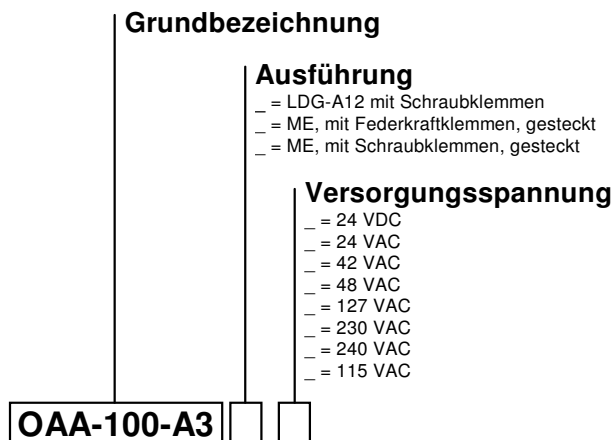 Grundbezeichnung
Ausführung
_ = LDG-A12 mit Schraubklemmen
_ = ME, mit Federkraftklemmen, gesteckt
_ = ME, mit Schraubklemmen, gesteckt
Versorgungsspannung
_ = 24 VDC
_ = 24 VAC
_ = 42 VAC
_ = 48 VAC
_ = 127 VAC
_ = 230 VAC
_ = 240 VAC
_ = 115 VAC
OAA-100-A3